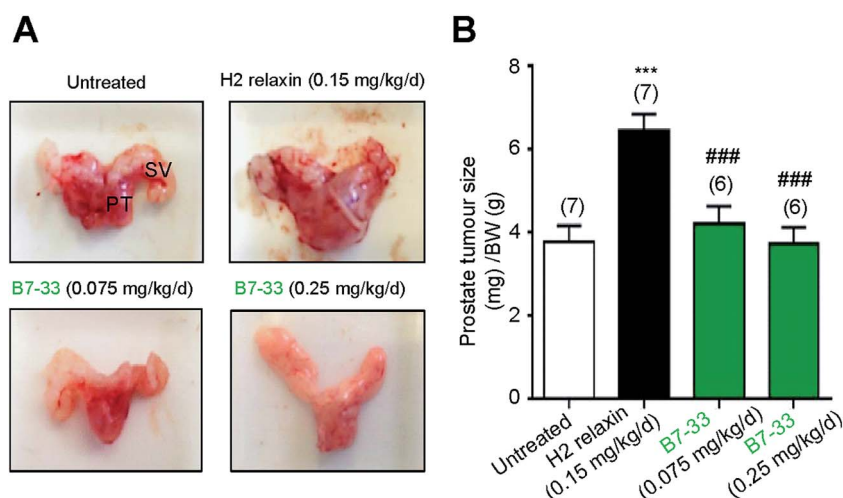 A
Untreated
H2 relaxin (0.15 mg/kg/d)
SV
PT
B7-33 (0.075 mg/kg/d)
B7-33 (0.25 mg/kg/d)
B
Prostate tumour size
(mg) /BW (g)
8
6
4
2
0
(7)
***
(7)
###
(6)
###
(6)
Untreated
H2 relaxin
(0.15 mg/kg/d)
B7-33
(0.075 mg/kg/d)
B7-33
(0.25 mg/kg/d)